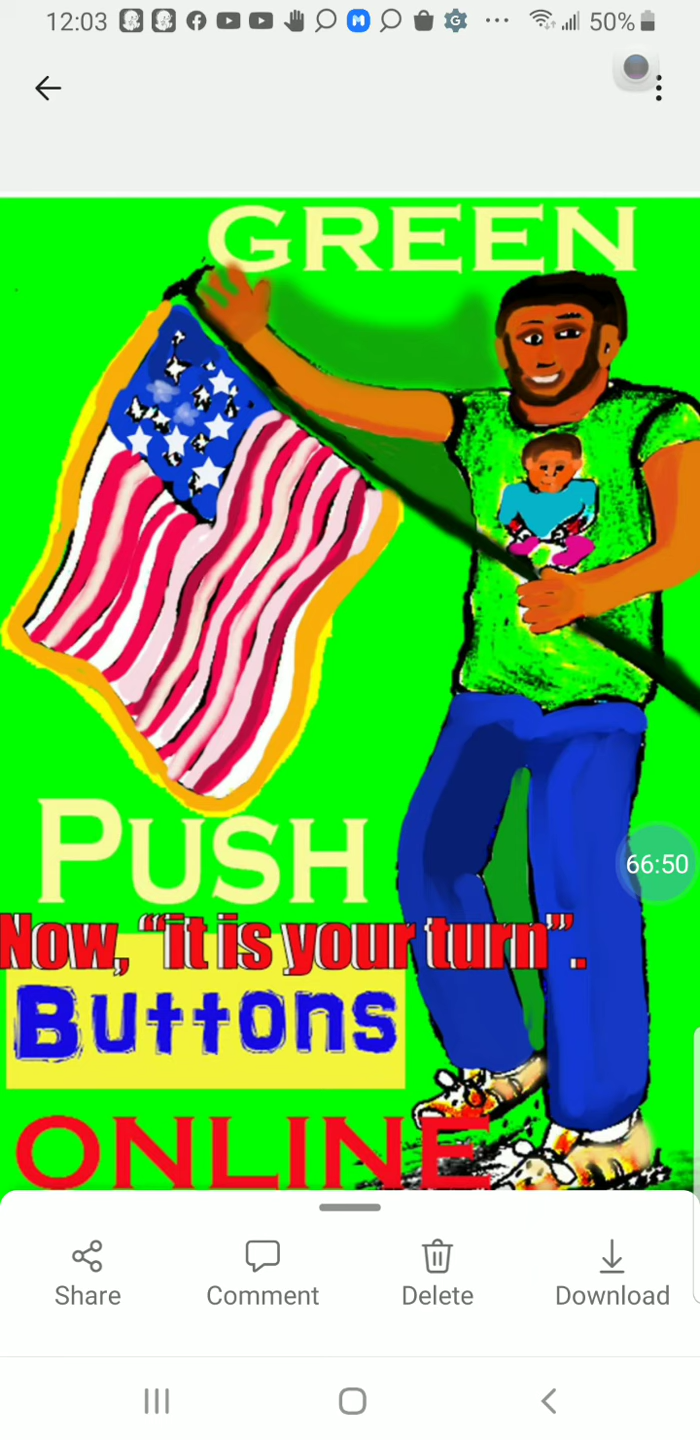 12:03
50%
GREEN
PUSH
66:50
Now, “it is your turn”.
Buttons
ONLINE
Share
Comment
Delete
Download